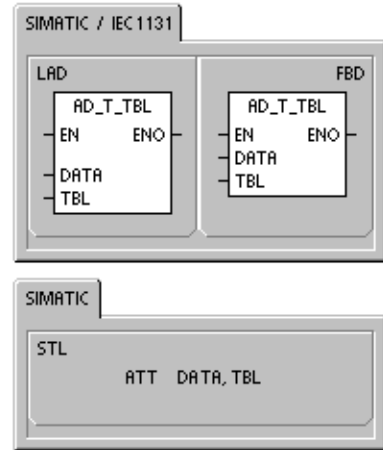 SIMATIC / IEC1131
LAD
FBD
AD_T_TBL
EN ENO
DATA
TBL
AD_T_TBL
EN ENO
DATA
TBL
SIMATIC
STL
ATT DATA, TBL